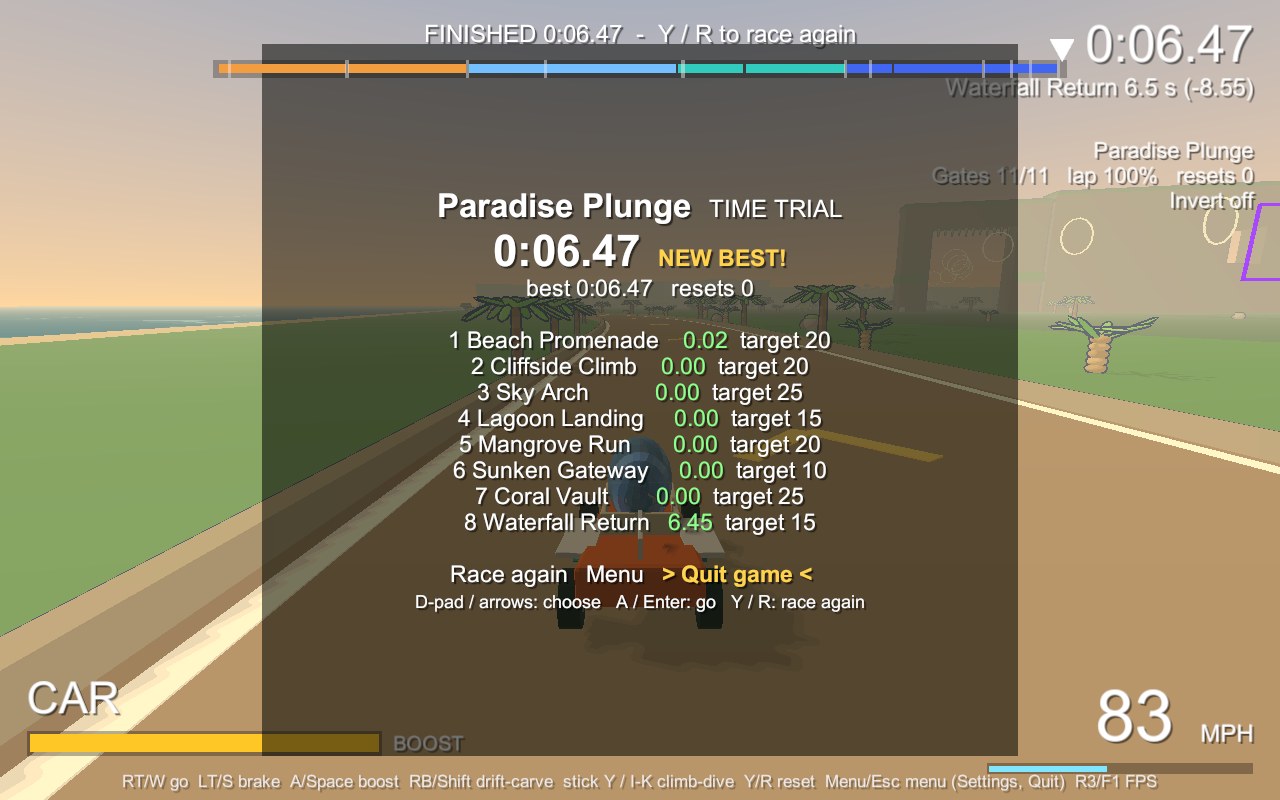 FINISHED 0:06.47 - Y / R to race again
0:06.47
Waterfall Return 6.5 s (-8.55)
Paradise Plunge
Gates 11/11 lap 100% resets 0
Invert off
Paradise Plunge TIME TRIAL
0:06.47 NEW BEST!
best 0:06.47 resets 0
1 Beach Promenade 0.02 target 20
2 Cliffside Climb 0.00 target 20
3 Sky Arch 0.00 target 25
4 Lagoon Landing 0.00 target 15
5 Mangrove Run 0.00 target 20
6 Sunken Gateway 0.00 target 10
7 Coral Vault 0.00 target 25
8 Waterfall Return 6.45 target 15
Race again Menu > Quit game <
D-pad / arrows: choose A / Enter: go Y / R: race again
CAR
BOOST
83 MPH
RT/W go LT/S brake A/Space boost RB/Shift drift-carve stick Y / I-K climb-dive Y/R reset Menu/Esc menu (Settings, Quit) R3/F1 FPS